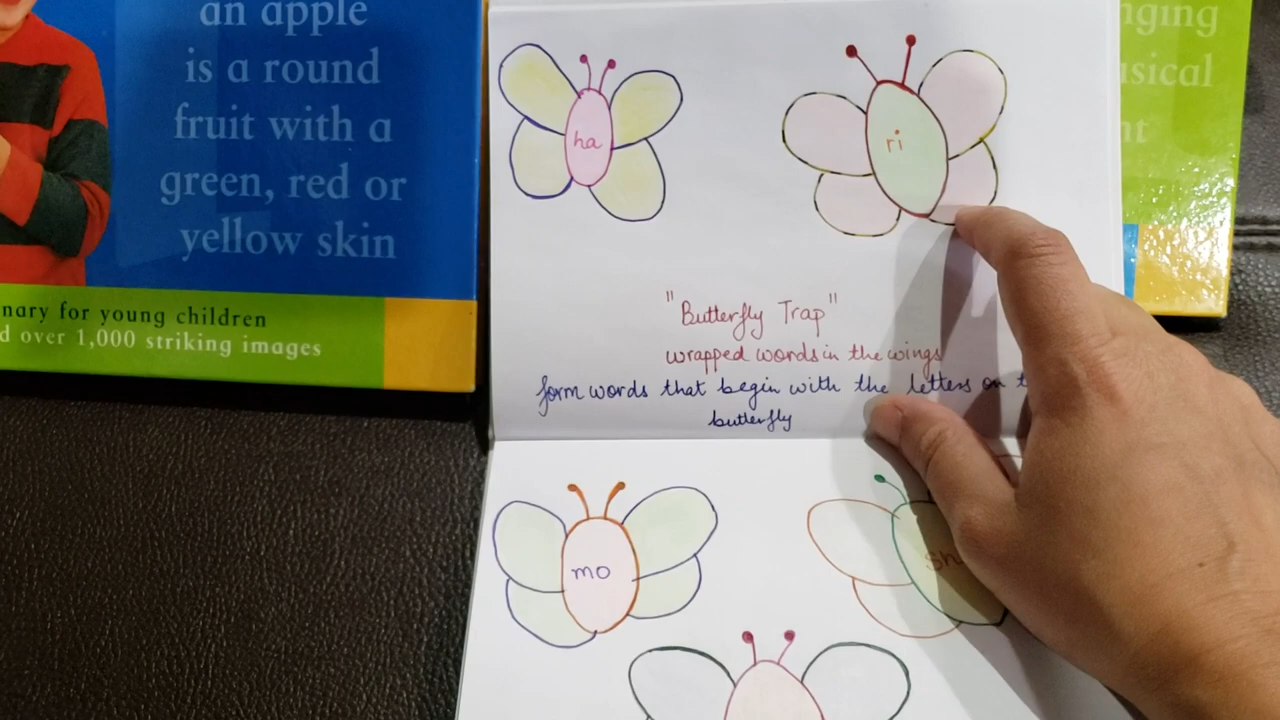 an apple
is a round
fruit with a
green, red or
yellow skin
nary for young children
d over 1,000 striking images
ha
ri
"Butterfly Trap"
wrapped words in the wings
form words that begin with the letters on t
butterfly
mo
Sh
nging
sical
nt